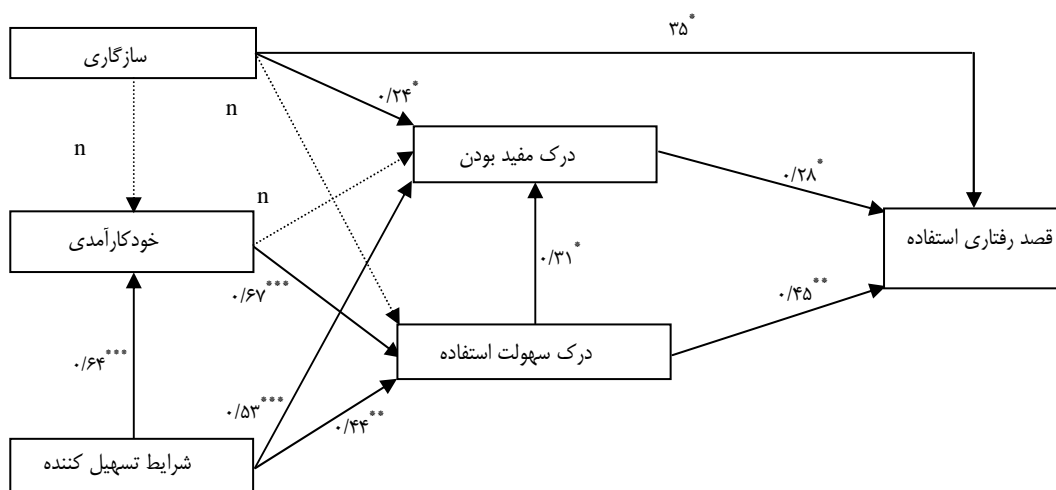 ۳۵*
سازگاری
۰/۲۴*
n
n
درک مفید بودن
۰/۲۸*
n
خودکارآمدی
قصد رفتاری استفاده
۰/۳۱*
۰/۶۷***
۰/۴۵**
درک سهولت استفاده
۰/۶۴***
۰/۵۳***
۰/۴۴**
شرایط تسهیل کننده